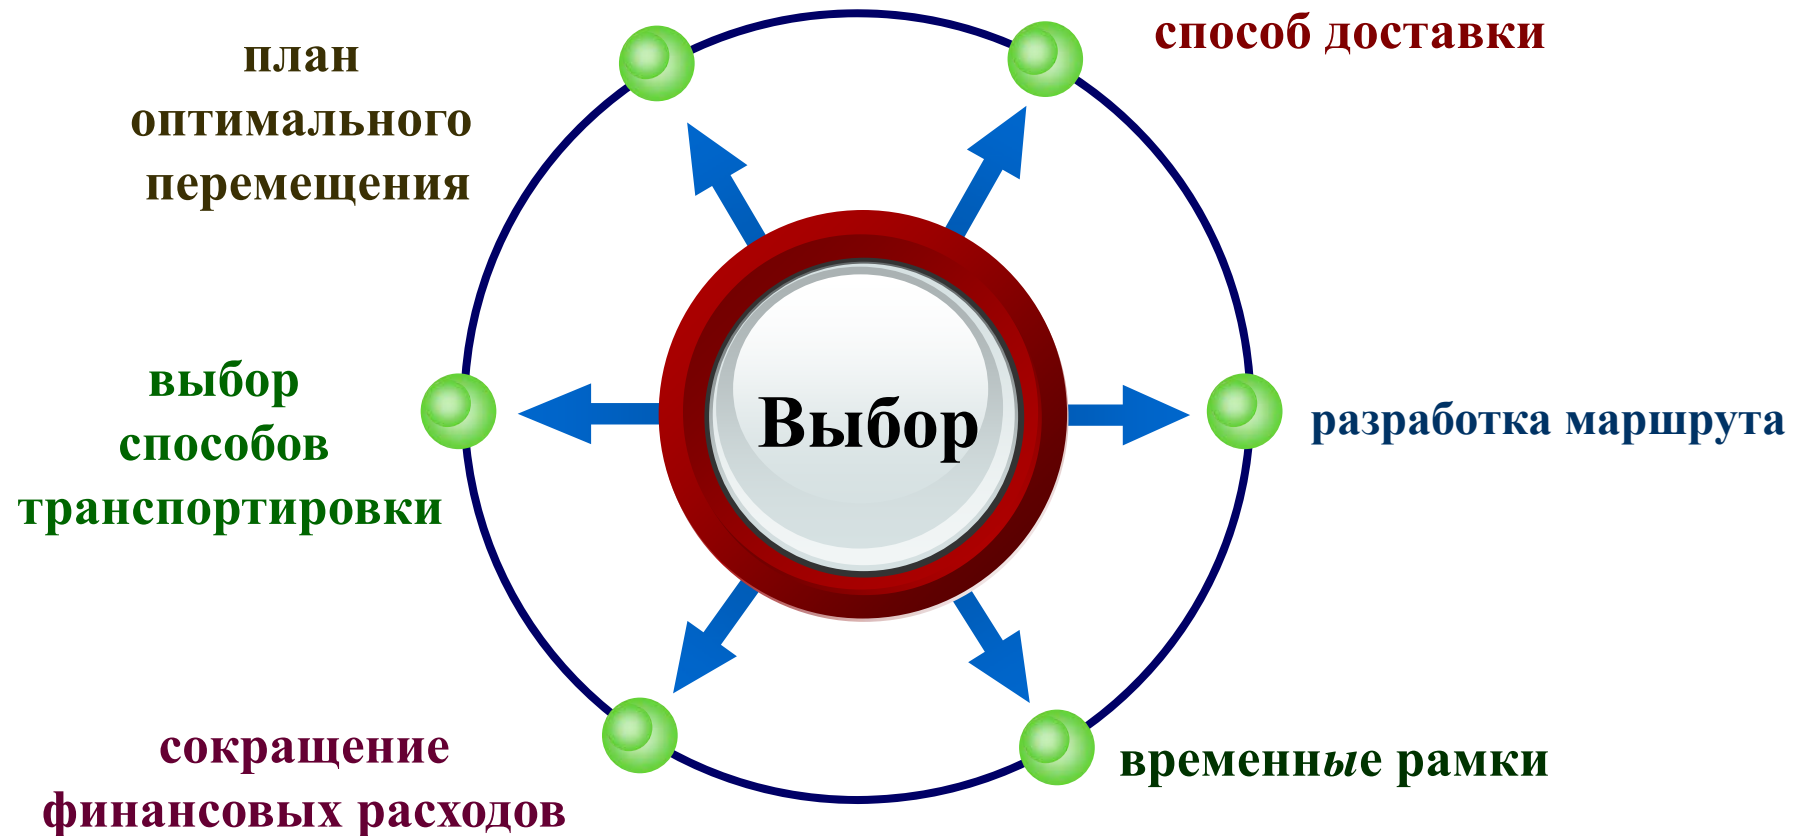 план
оптимального
перемещения
способ доставки
выбор
способов
транспортировки
Выбор
разработка маршрута
сокращение
финансовых расходов
временные рамки